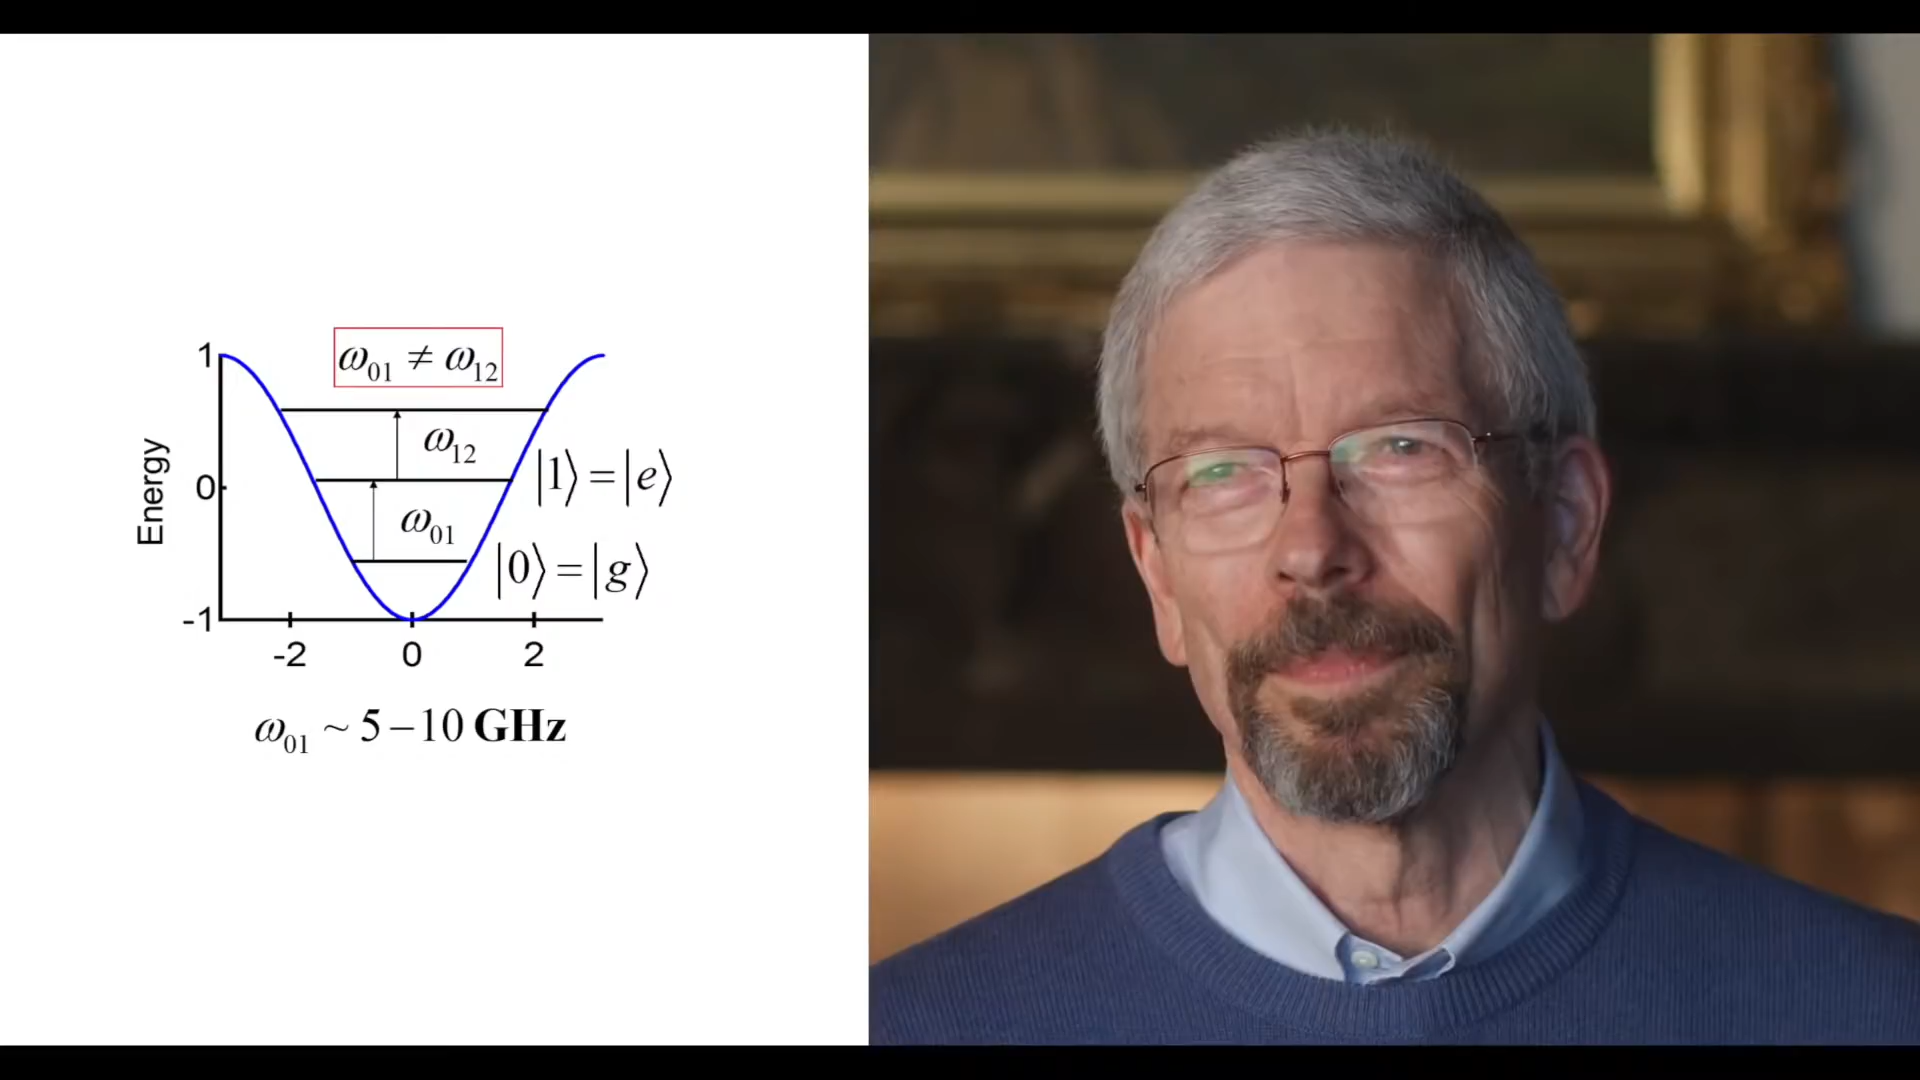 ω₀₁ ≠ ω₁₂
1
ω₁₂
|1⟩ = |e⟩
Energy
0
ω₀₁
|0⟩ = |g⟩
-1
-2 0 2
ω₀₁ ~ 5 – 10 GHz